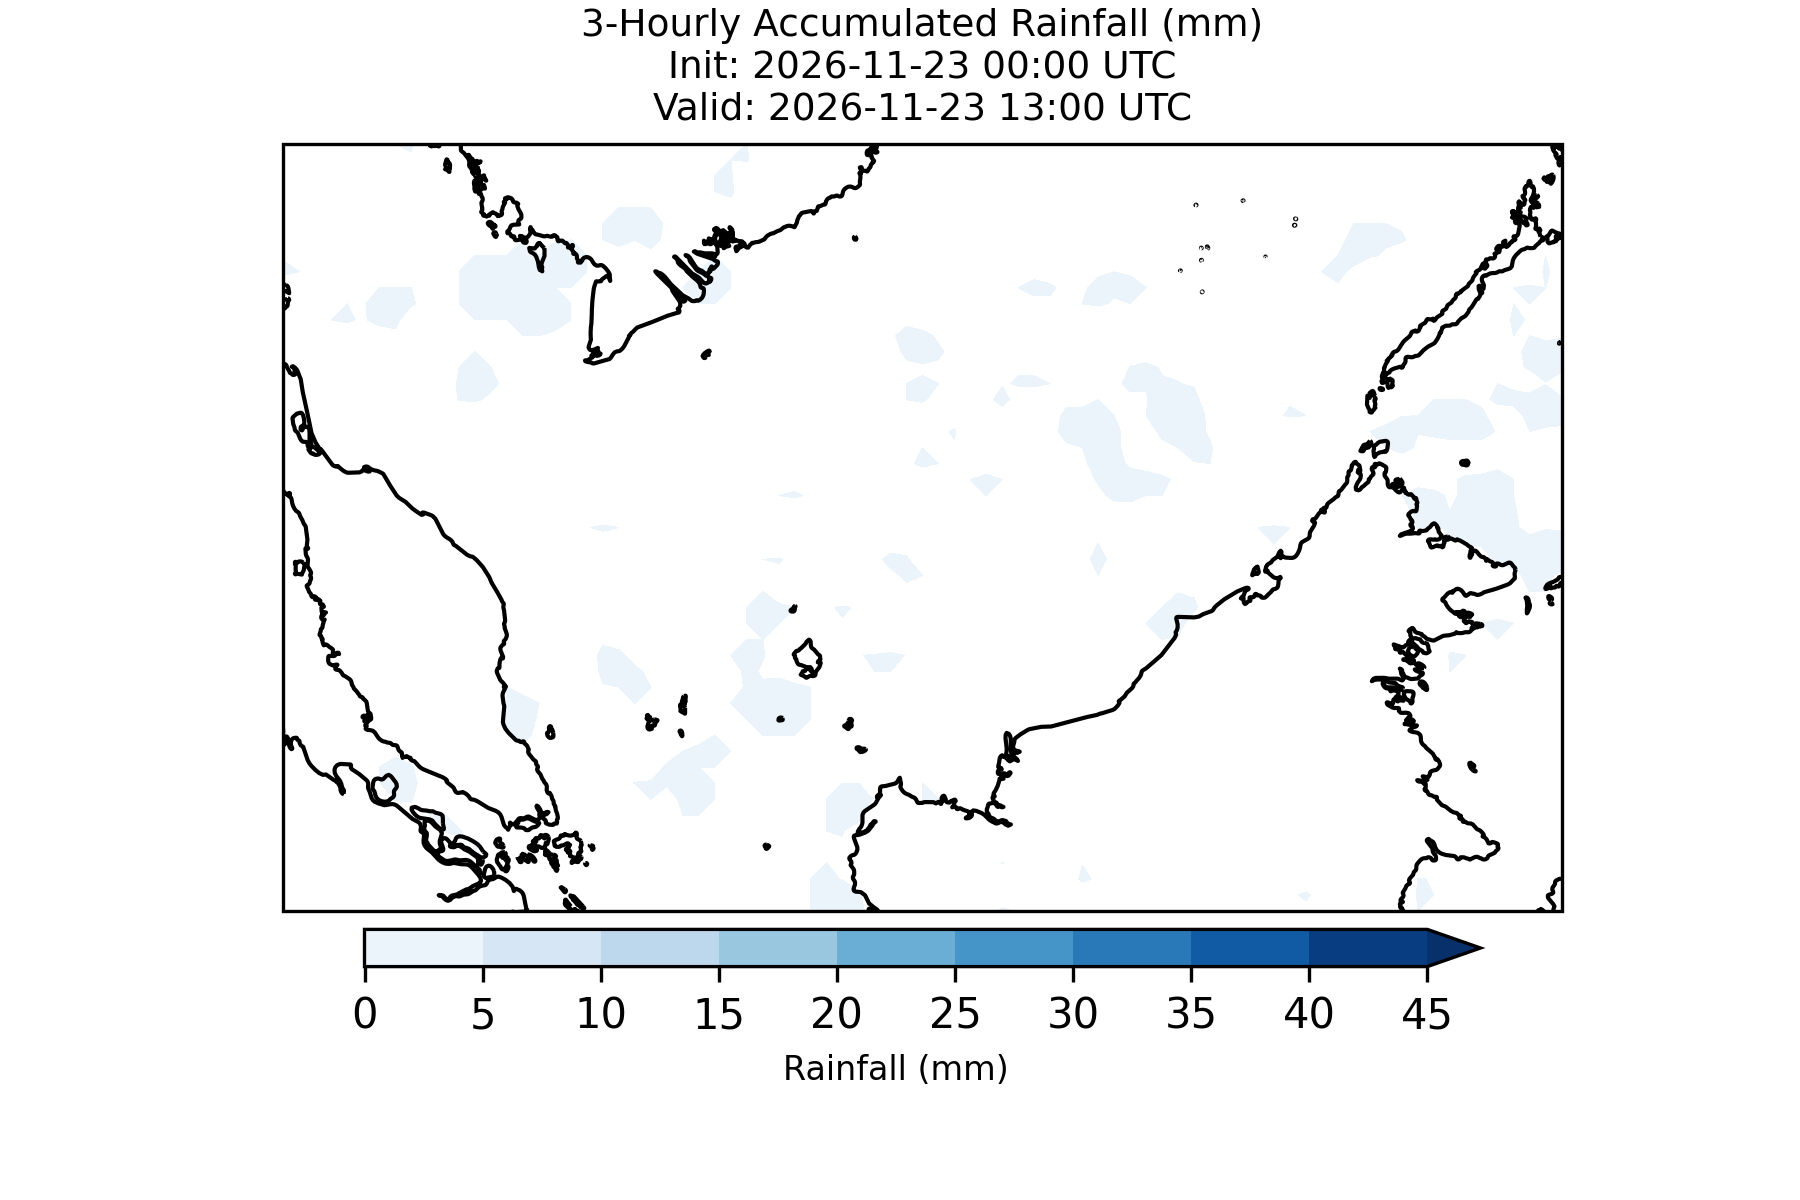 3-Hourly Accumulated Rainfall (mm)
Init: 2026-11-23 00:00 UTC
Valid: 2026-11-23 13:00 UTC
0 5 10 15 20 25 30 35 40 45
Rainfall (mm)